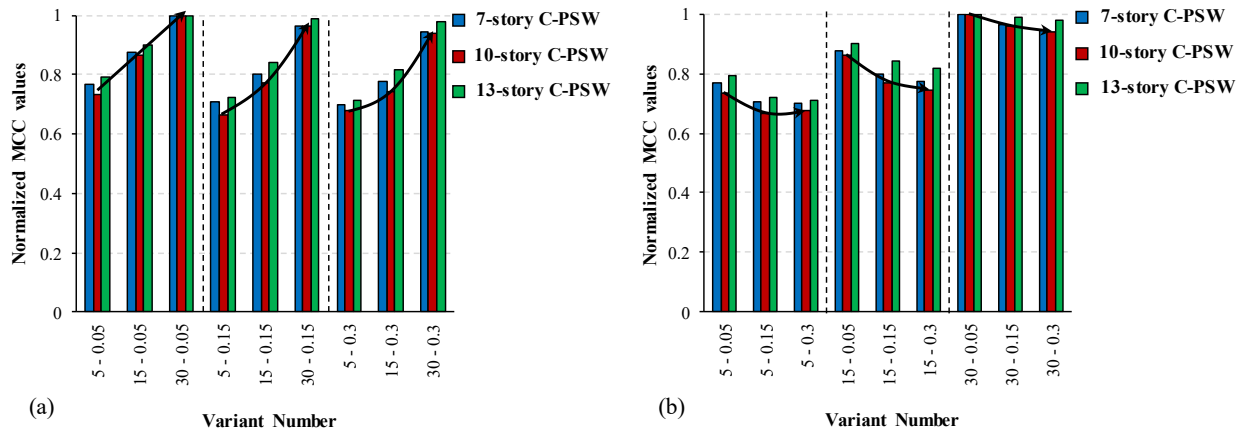 Normalized MCC values
1
0.8
0.6
0.4
0.2
0
5 - 0.05
15 - 0.05
30 - 0.05
5 - 0.15
15 - 0.15
30 - 0.15
5 - 0.3
15 - 0.3
30 - 0.3
Variant Number
7-story C-PSW
10-story C-PSW
13-story C-PSW
(a)
Normalized MCC values
1
0.8
0.6
0.4
0.2
0
5 - 0.05
5 - 0.15
5 - 0.3
15 - 0.05
15 - 0.15
15 - 0.3
30 - 0.05
30 - 0.15
30 - 0.3
Variant Number
7-story C-PSW
10-story C-PSW
13-story C-PSW
(b)